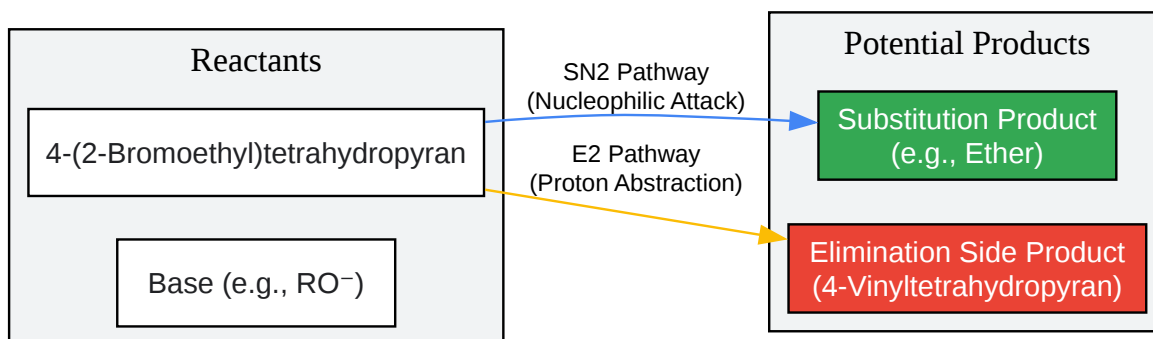 Reactants
4-(2-Bromoethyl)tetrahydropyran
Base (e.g., RO⁻)
SN2 Pathway
(Nucleophilic Attack)
E2 Pathway
(Proton Abstraction)
Potential Products
Substitution Product
(e.g., Ether)
Elimination Side Product
(4-Vinyltetrahydropyran)